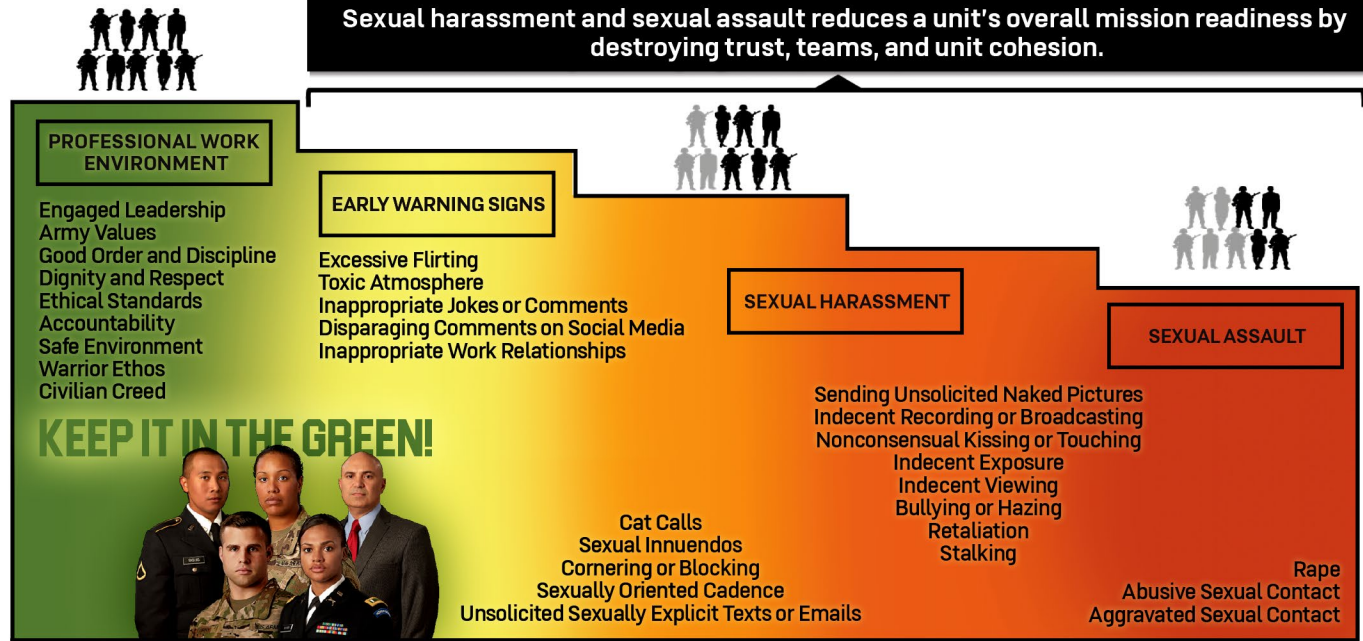 Sexual harassment and sexual assault reduces a unit's overall mission readiness by
destroying trust, teams, and unit cohesion.
PROFESSIONAL WORK
ENVIRONMENT
Engaged Leadership
Army Values
Good Order and Discipline
Dignity and Respect
Ethical Standards
Accountability
Safe Environment
Warrior Ethos
Civilian Creed
KEEP IT IN THE GREEN!
EARLY WARNING SIGNS
Excessive Flirting
Toxic Atmosphere
Inappropriate Jokes or Comments
Disparaging Comments on Social Media
Inappropriate Work Relationships
Cat Calls
Sexual Innuendos
Cornering or Blocking
Sexually Oriented Cadence
Unsolicited Sexually Explicit Texts or Emails
SEXUAL HARASSMENT
Sending Unsolicited Naked Pictures
Indecent Recording or Broadcasting
Nonconsensual Kissing or Touching
Indecent Exposure
Indecent Viewing
Bullying or Hazing
Retaliation
Stalking
SEXUAL ASSAULT
Rape
Abusive Sexual Contact
Aggravated Sexual Contact